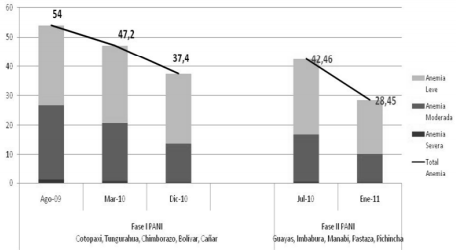 60
50
40
30
20
10
0
54
47,2
37,4
42,46
28,45
Ago-09
Mar-10
Dic-10
Jul-10
Ene-11
Fase I PANI
Cotopaxi, Tungurahua, Chimborazo, Bolivar, Cañar
Fase II PANI
Guayas, Imbabura, Manabi, Pastaza, Pichincha
Anemia
Leve
Anemia
Moderada
Anemia
Severa
Total
Anemia